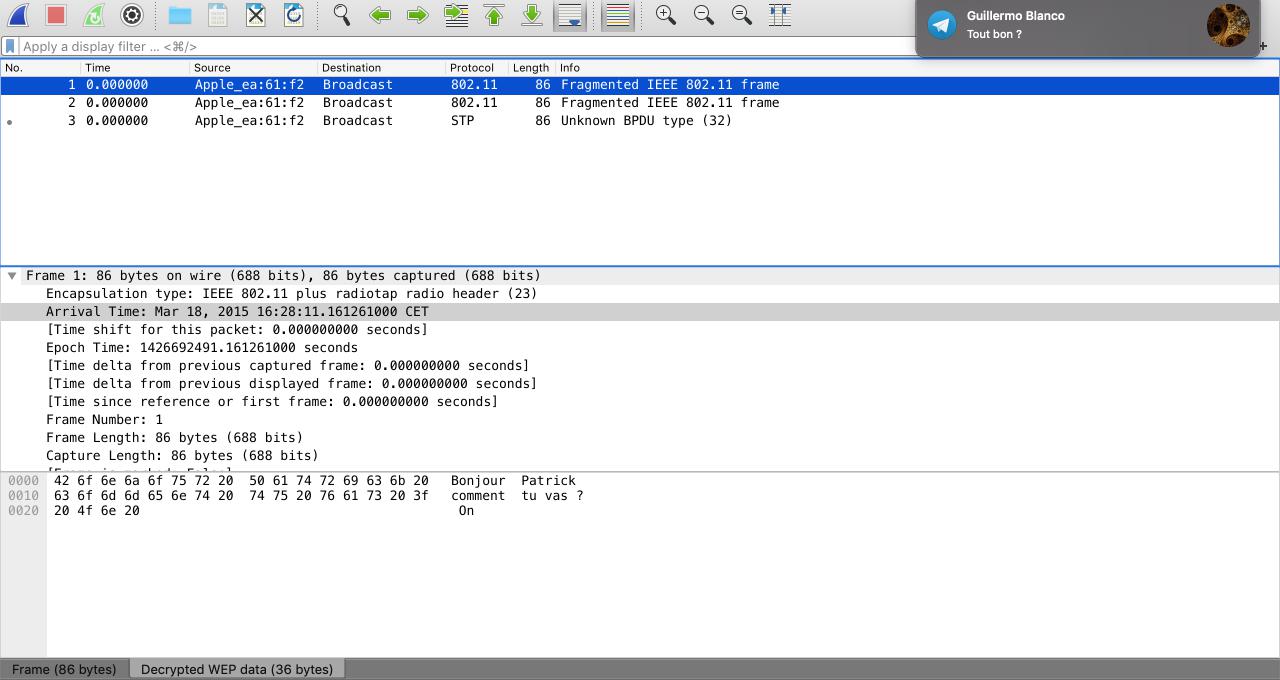 Guillermo Blanco
Tout bon ?
Apply a display filter … <⌘/>
+
No. Time Source Destination Protocol Length Info
1 0.000000 Apple_ea:61:f2 Broadcast 802.11 86 Fragmented IEEE 802.11 frame
2 0.000000 Apple_ea:61:f2 Broadcast 802.11 86 Fragmented IEEE 802.11 frame
3 0.000000 Apple_ea:61:f2 Broadcast STP 86 Unknown BPDU type (32)
Frame 1: 86 bytes on wire (688 bits), 86 bytes captured (688 bits)
Encapsulation type: IEEE 802.11 plus radiotap radio header (23)
Arrival Time: Mar 18, 2015 16:28:11.161261000 CET
[Time shift for this packet: 0.000000000 seconds]
Epoch Time: 1426692491.161261000 seconds
[Time delta from previous captured frame: 0.000000000 seconds]
[Time delta from previous displayed frame: 0.000000000 seconds]
[Time since reference or first frame: 0.000000000 seconds]
Frame Number: 1
Frame Length: 86 bytes (688 bits)
Capture Length: 86 bytes (688 bits)
0000 42 6f 6e 6a 6f 75 72 20 50 61 74 72 69 63 6b 20 Bonjour Patrick
0010 63 6f 6d 6d 65 6e 74 20 74 75 20 76 61 73 20 3f comment tu vas ?
0020 20 4f 6e 20 On
Frame (86 bytes) Decrypted WEP data (36 bytes)